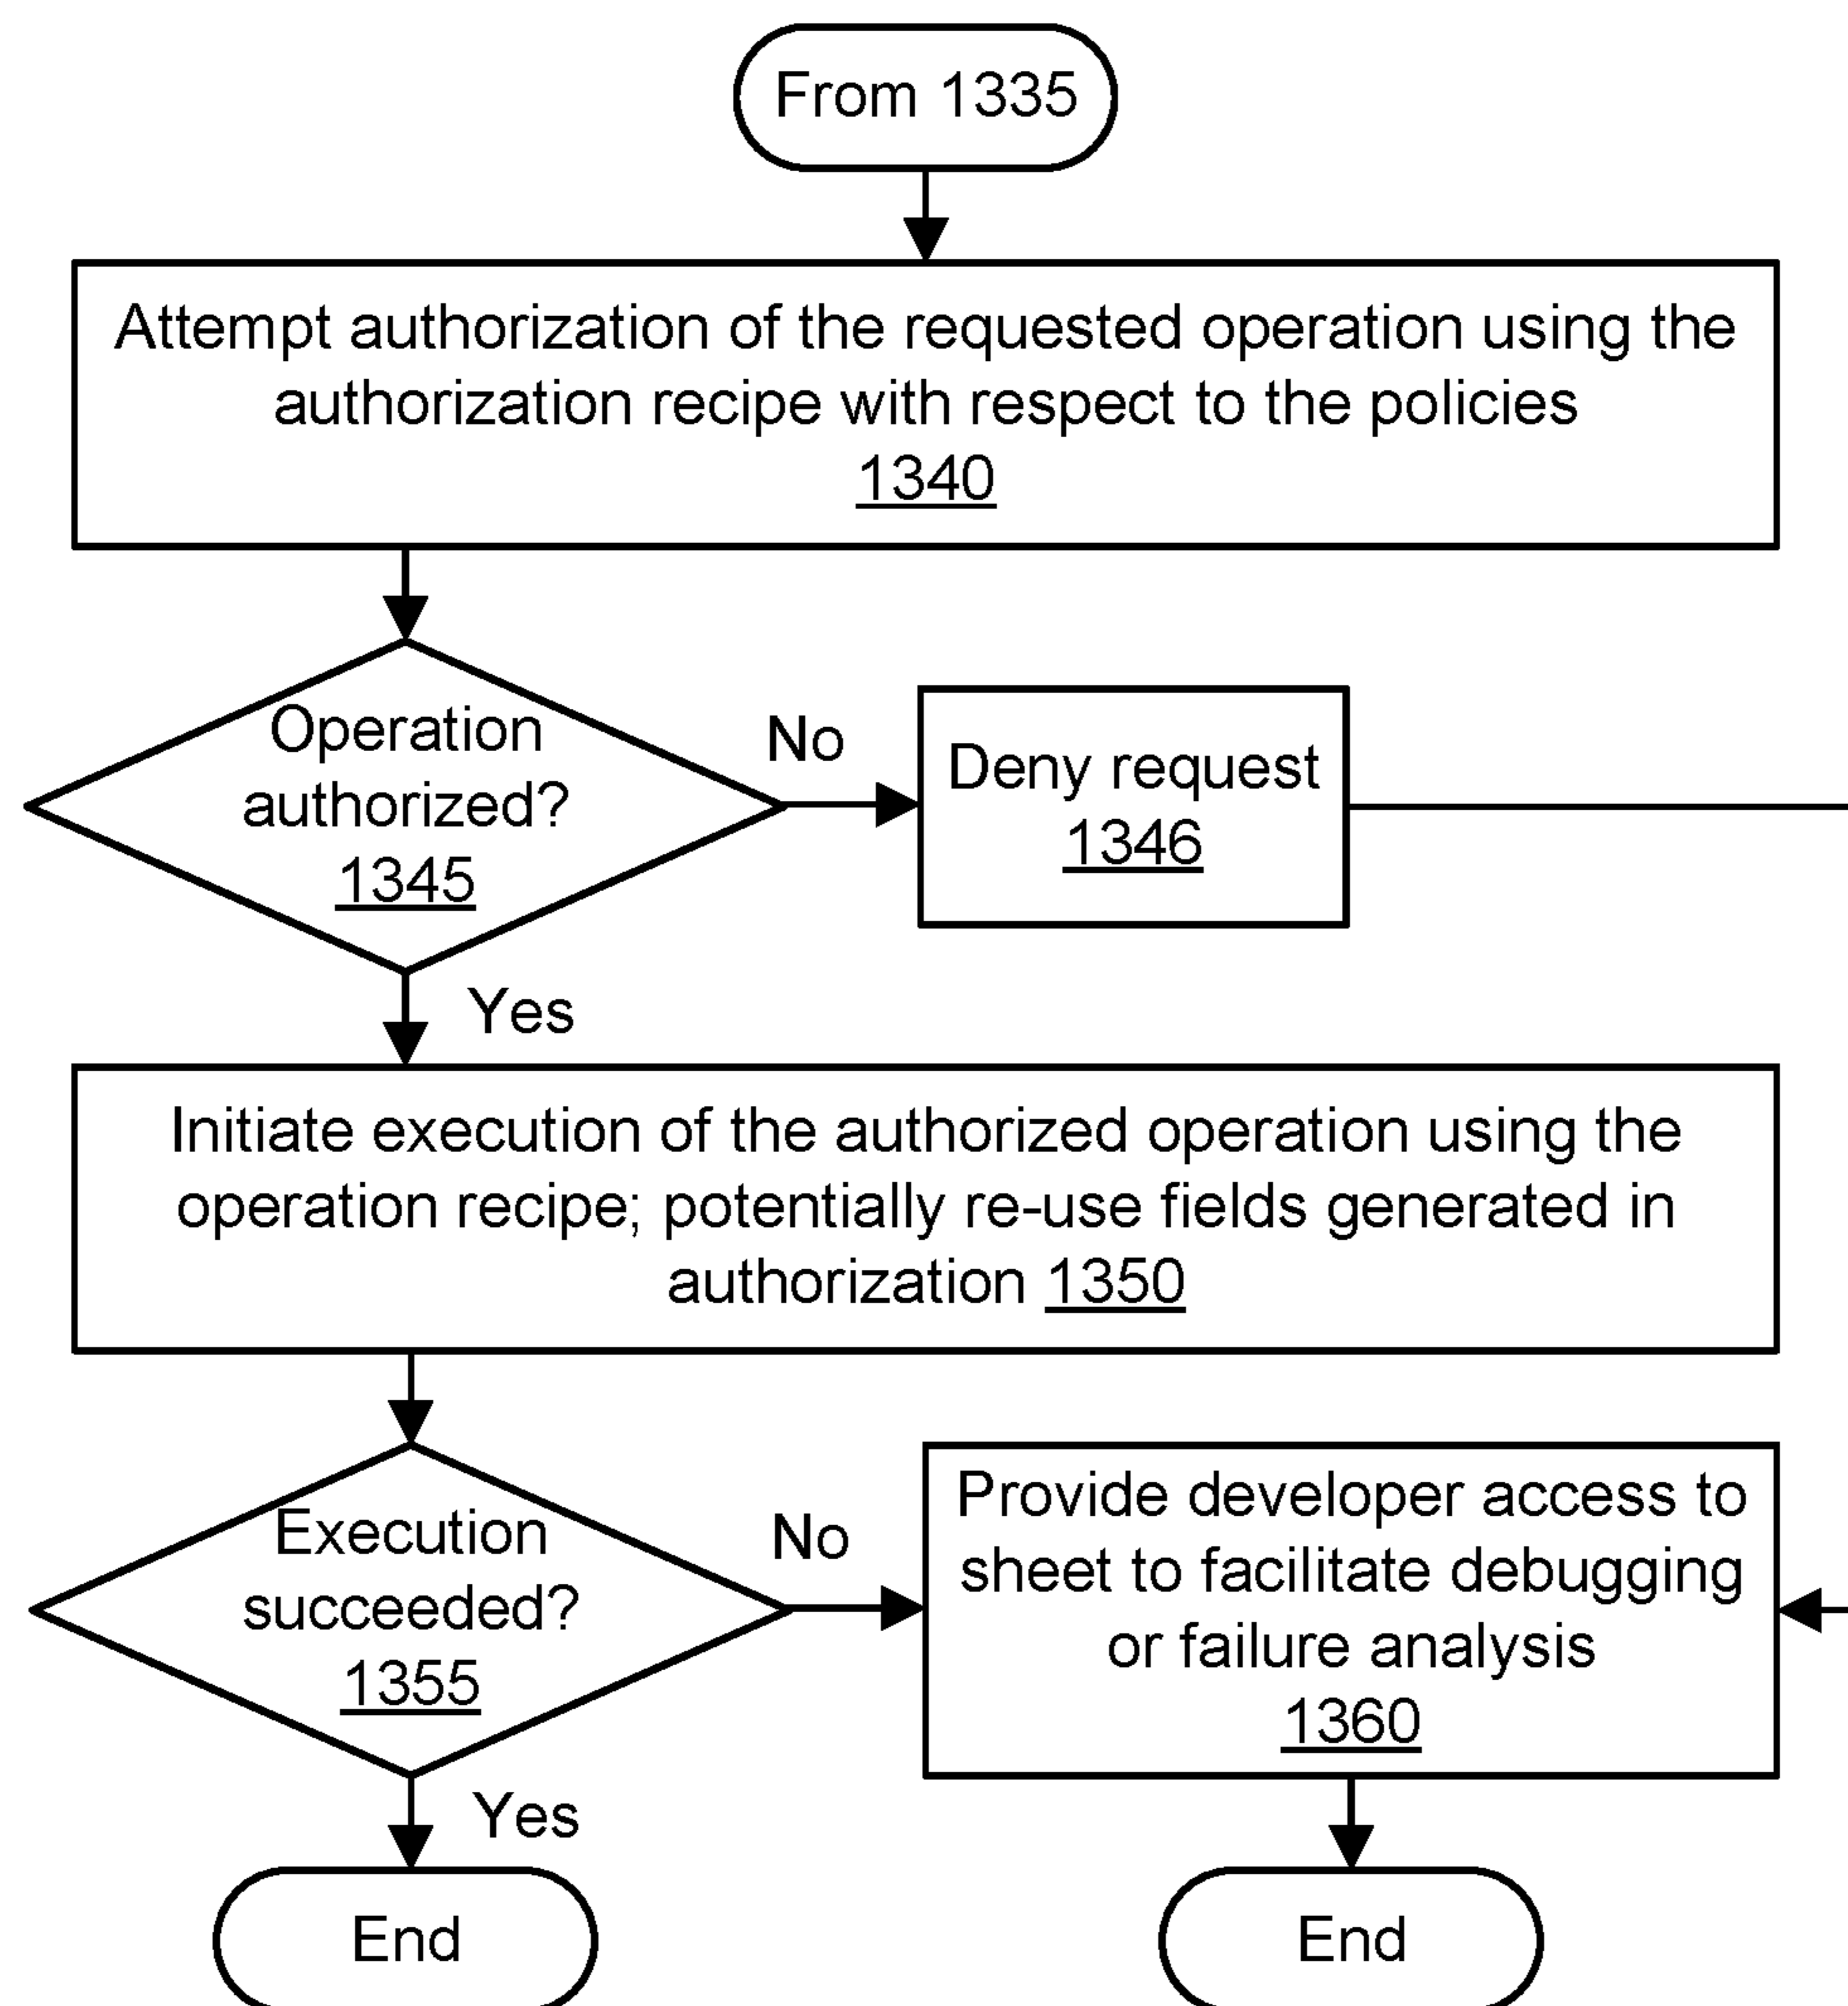 From 1335
Attempt authorization of the requested operation using the
authorization recipe with respect to the policies
1340
Operation
authorized?
1345
No
Deny request
1346
Yes
Initiate execution of the authorized operation using the
operation recipe; potentially re-use fields generated in
authorization 1350
Execution
succeeded?
1355
No
Provide developer access to
sheet to facilitate debugging
or failure analysis
1360
Yes
End
End